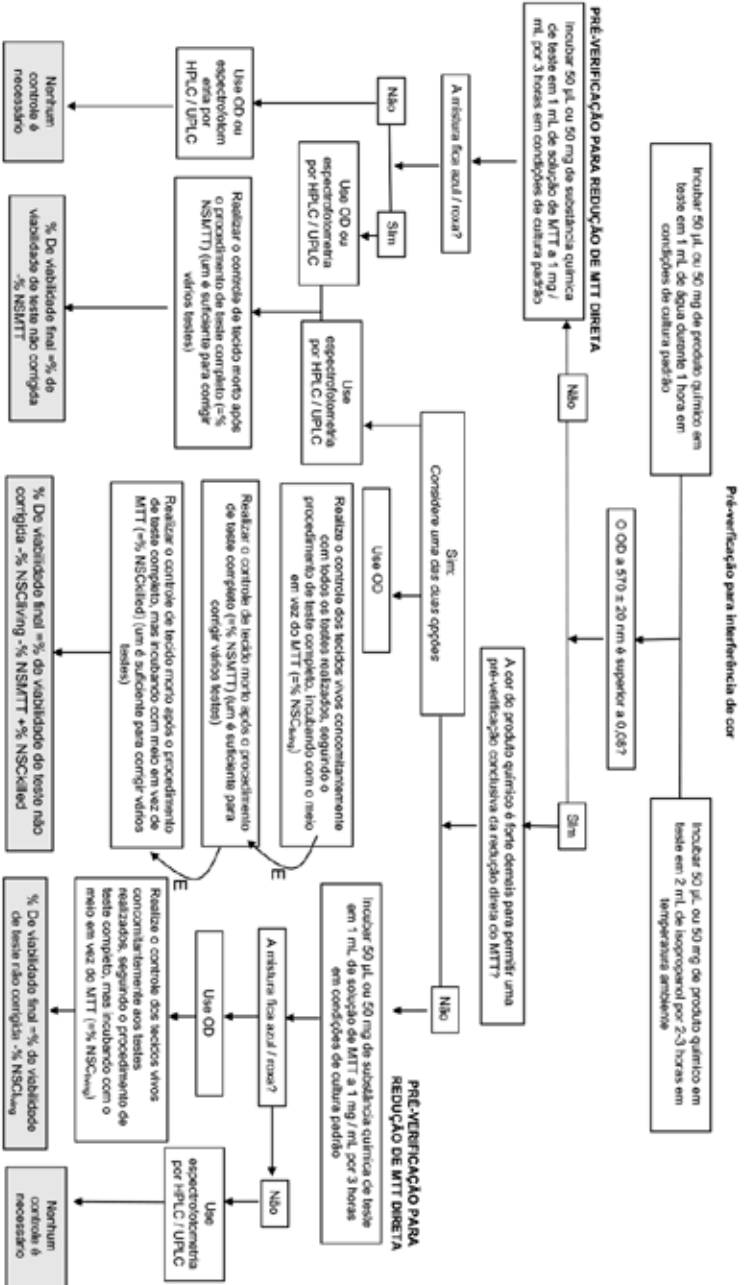 Pré-verficação para interferência de cor
Incubar 50 µL ou 50 mg de produto químico em
teste em 1 mL de água durante 1 hora em
condições de cultura padrão
Incubar 50 µL ou 50 mg de produto químico em
teste em 2 mL de isopropanol por 2-3 horas em
temperatura ambiente
O OD a 570 ± 20 nm é superior a 0,08?
Não
Sim
PRÉ-VERIFICAÇÃO PARA REDUÇÃO DE MTT DIRETA
Incubar 50 µL ou 50 mg de substância química
de teste em 1 mL de solução de MTT a 1 mg /
mL por 3 horas em condições de cultura padrão
A mistura fica azul / roxa?
Não
Sim
Use OD ou
espectrofotom
etria por
HPLC / UPLC
Nenhum
controle é
necessário
Use OD ou
espectofotometria
por HPLC / UPLC
Use
espectrofotometria
por HPLC / UPLC
Realizar o controle de tecido morto após
o procedimento de teste completo (=%
NSMTT) (um é suficiente para corrigir
vários testes)
% De viabilidade final =% de
viabilidade de teste não corrigida
-% NSMTT
A cor do produto químico é forte demais para permitir uma
pré-verificação conclusiva da redução direta do MTT?
Sim:
Considere uma das duas opções
Não
Use OD
Realize o controle dos tecidos vivos concomitantemente
com todos os testes realizados, seguindo o
procedimento de teste completo, incubando com o meio
em vez do MTT (=% NSCliving)
E
Realizar o controle de tecido morto após o procedimento
de teste completo (=% NSMTT) (um é suficiente para
corrigir vários testes)
E
Realizar o controle de tecido morto após o procedimento
de teste completo, mas incubando com meio em vez de
MTT (=% NSCkilled) (um é suficiente para corrigir vários
testes)
% De viabilidade final =% de viabilidade de teste não
corrigida -% NSCliving -% NSMTT +% NSCkilled
PRÉ-VERIFICAÇÃO PARA
REDUÇÃO DE MTT DIRETA
Incubar 50 µL ou 50 mg de substância química de teste
em 1 mL de solução de MTT a 1 mg / mL por 3 horas
em condições de cultura padrão
A mistura fica azul / roxa?
Não
Use OD
Use
espectrofotometria
por HPLC / UPLC
Realize o controle dos tecidos vivos
concomitantemente aos testes
realizados, seguindo o procedimento de
teste completo, mas incubando com o
meio em vez do MTT (=% NSCliving)
% De viabilidade final =% de viabilidade
de teste não corrigida -% NSCliving
Nenhum
controle é
necessário